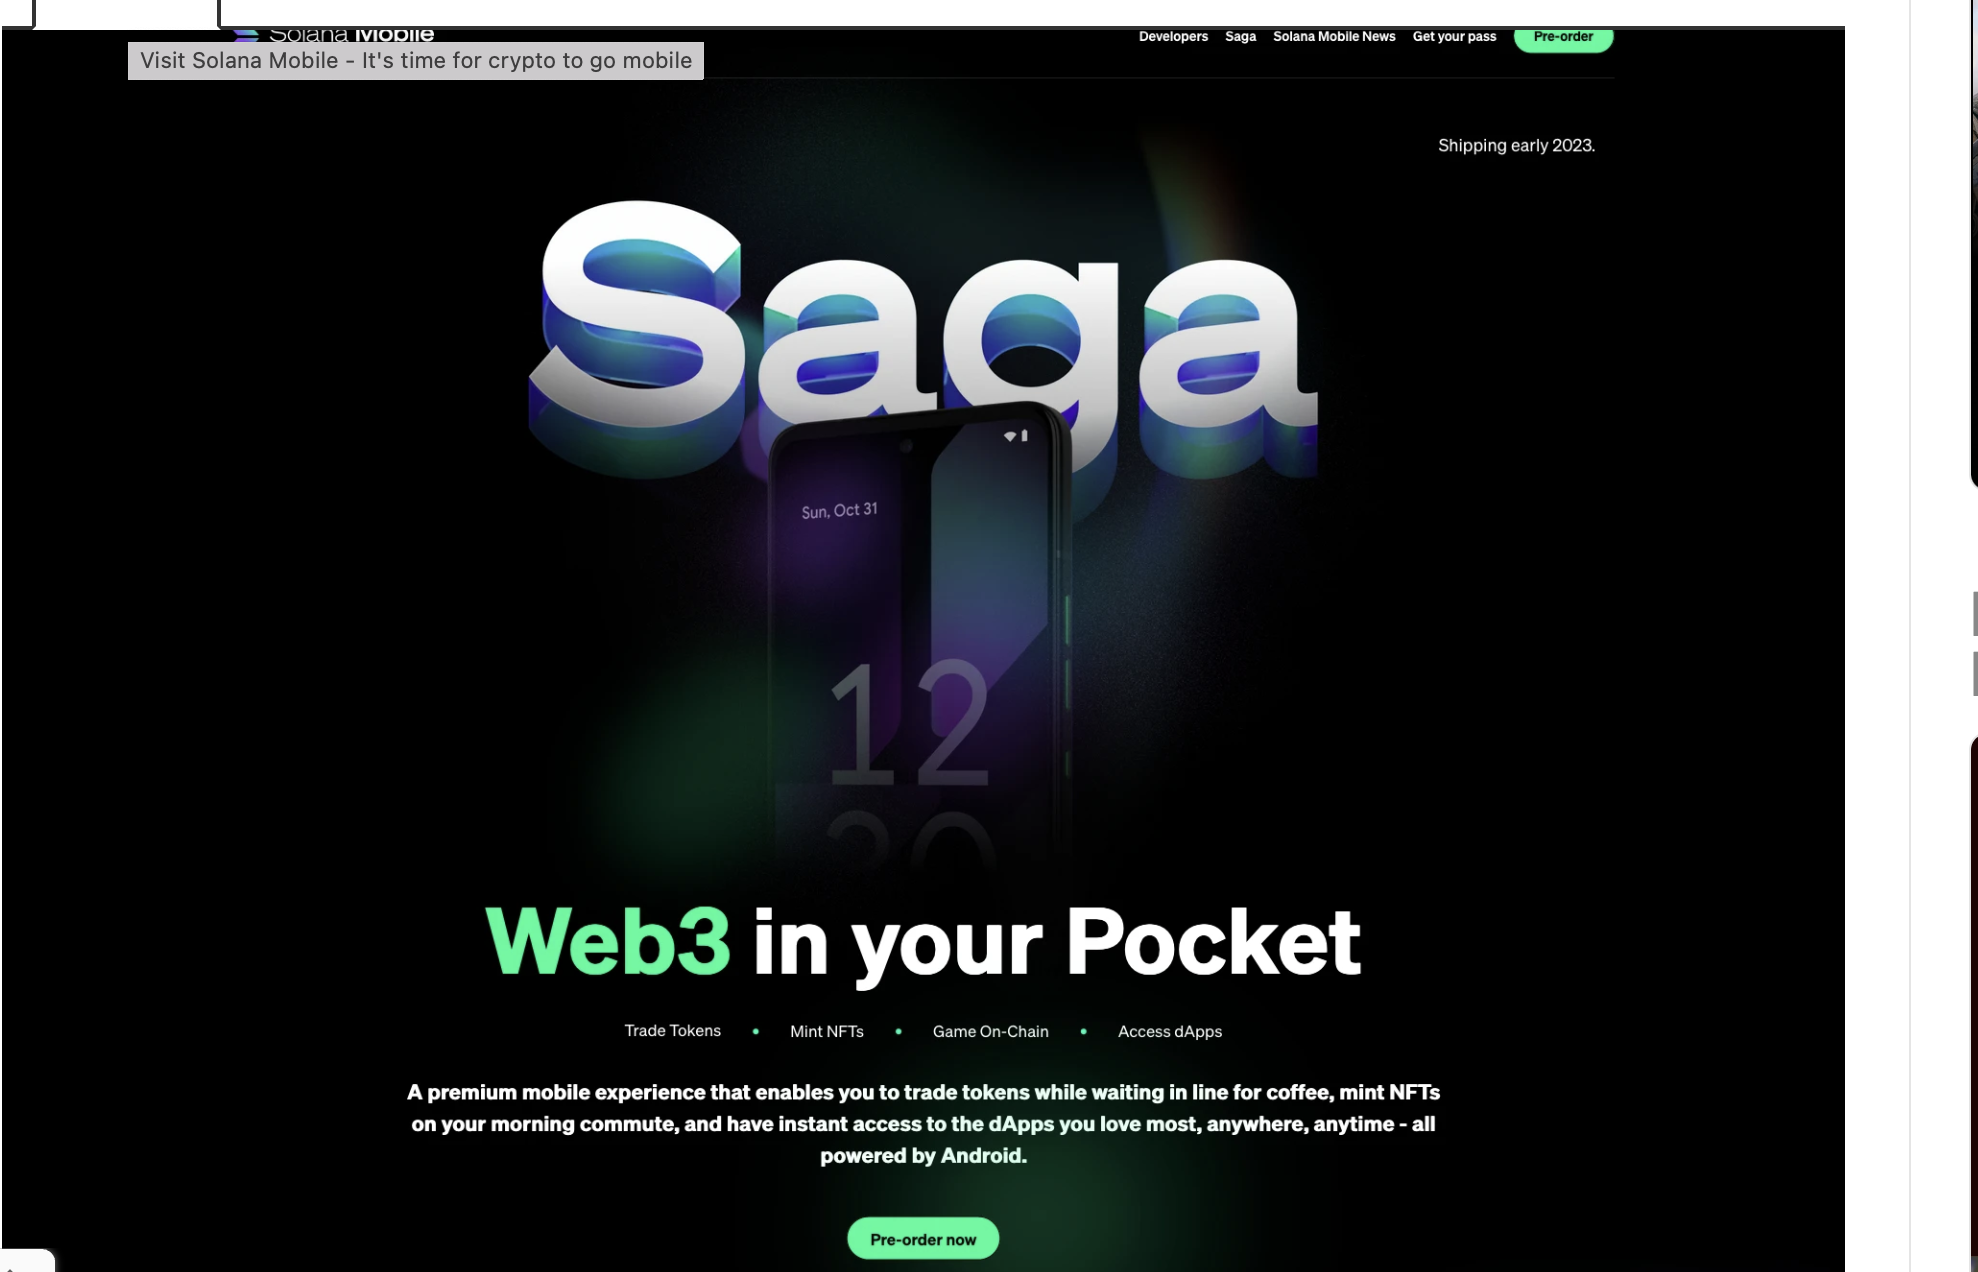 Solana Mobile
Developers Saga Solana Mobile News Get your pass Pre-order
Visit Solana Mobile - It's time for crypto to go mobile
Shipping early 2023.
Saga
Sun, Oct 31
12
30
Web3 in your Pocket
Trade Tokens • Mint NFTs • Game On-Chain • Access dApps
A premium mobile experience that enables you to trade tokens while waiting in line for coffee, mint NFTs
on your morning commute, and have instant access to the dApps you love most, anywhere, anytime - all
powered by Android.
Pre-order now